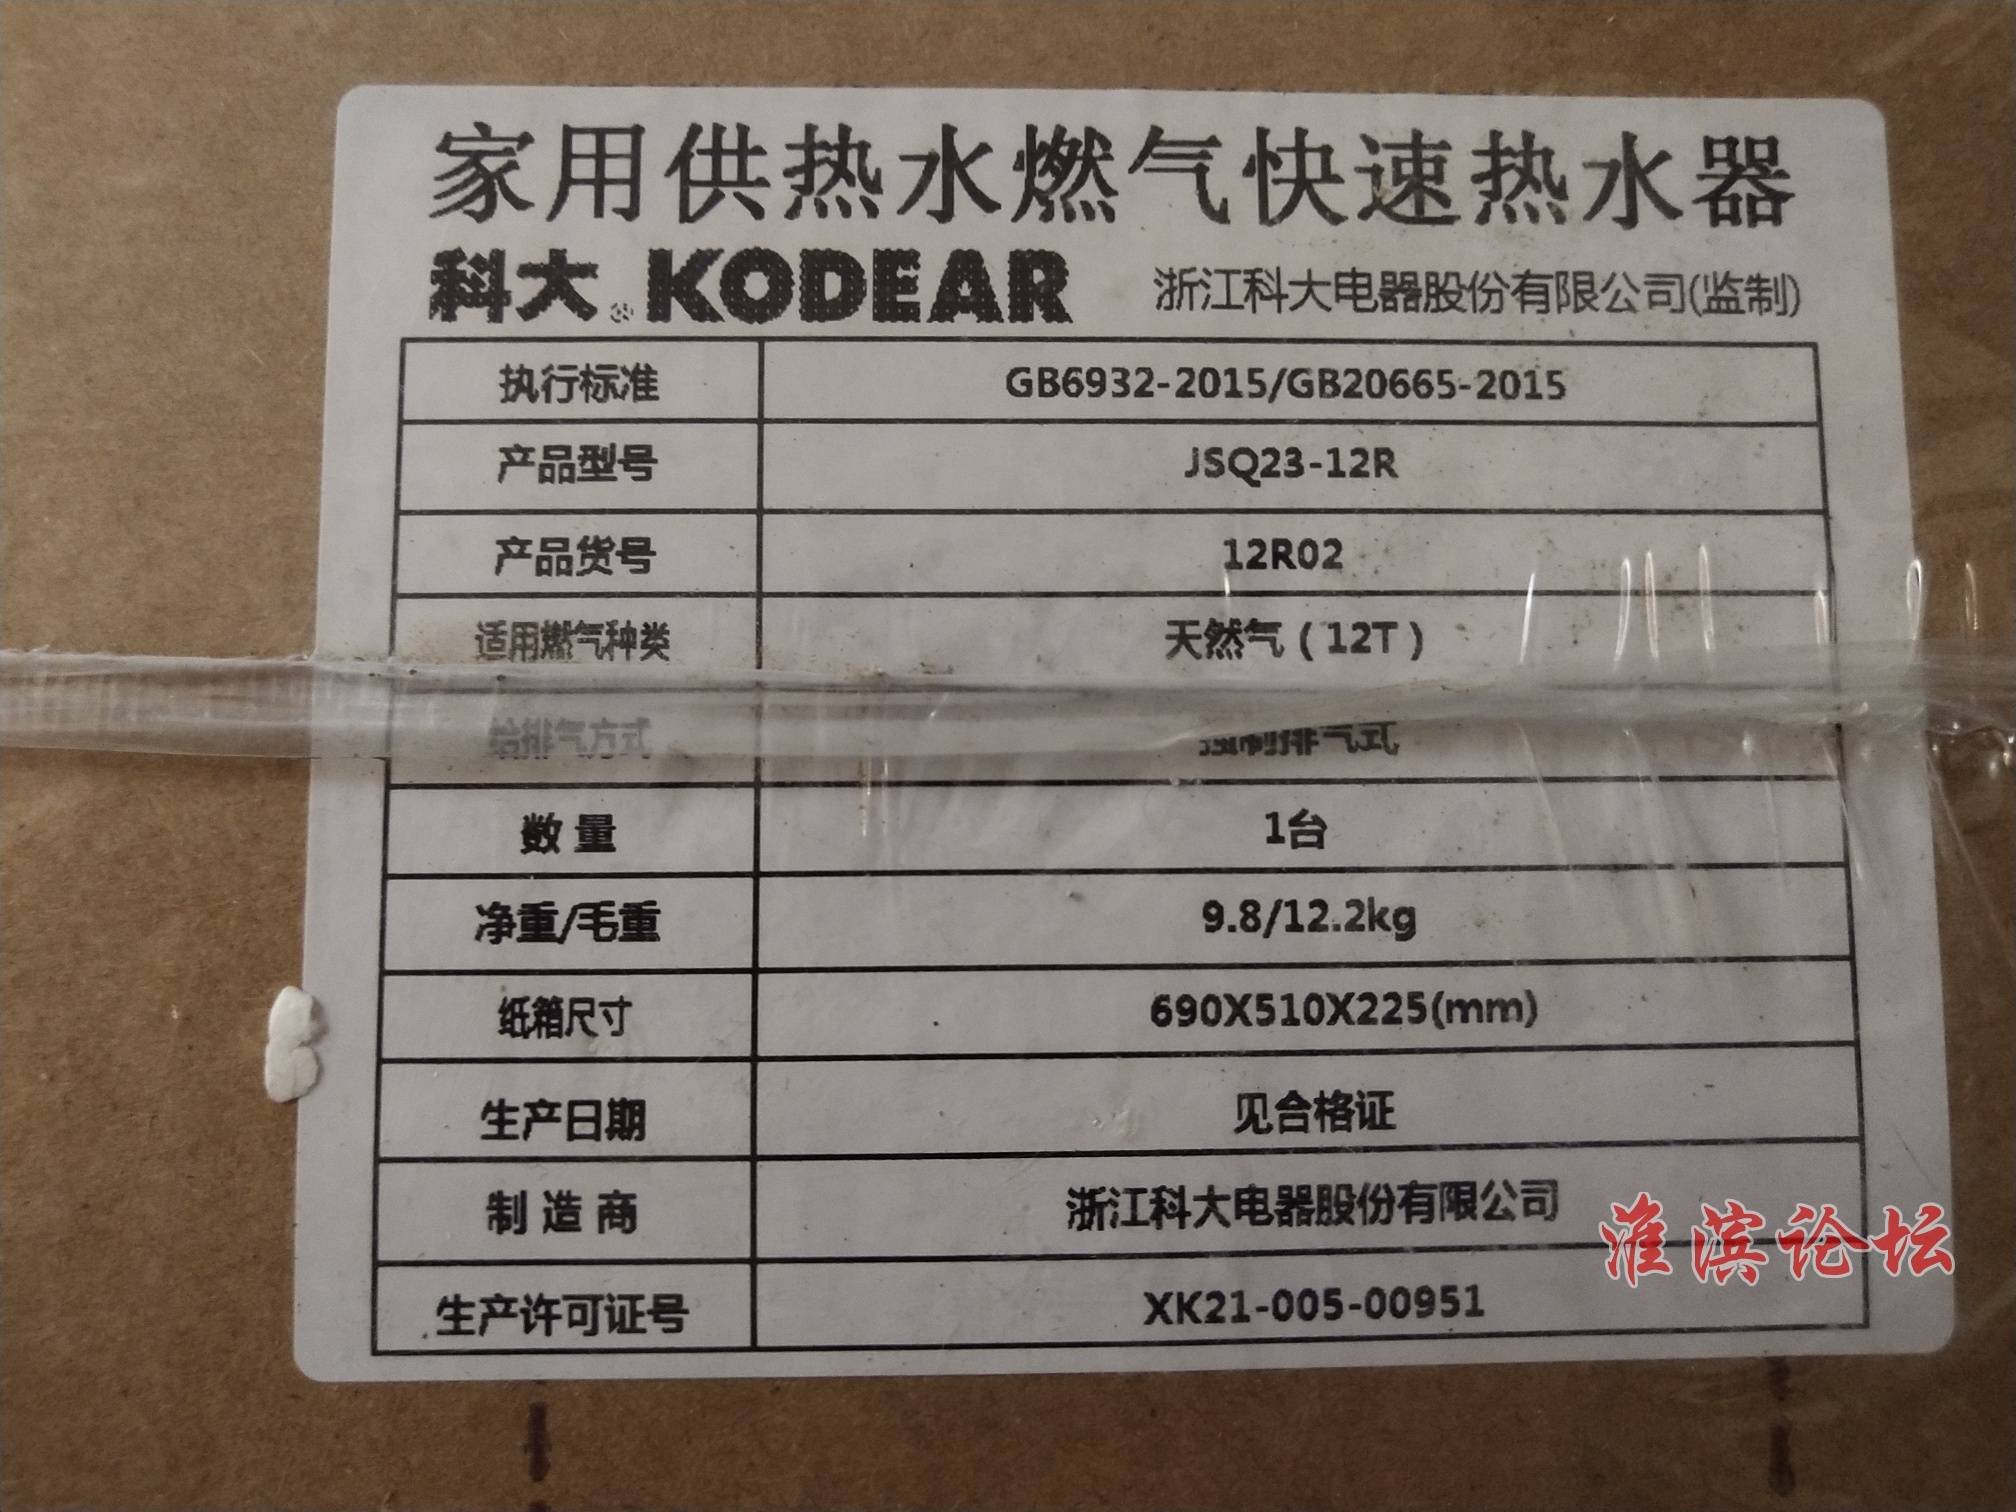 家用供热水燃气快速热水器
科大® KODEAR 浙江科大电器股份有限公司(监制)
执行标准 GB6932-2015/GB20665-2015
产品型号 JSQ23-12R
产品货号 12R02
适用燃气种类 天然气（12T）
给排气方式 强制排气式
数 量 1台
净重/毛重 9.8/12.2kg
纸箱尺寸 690X510X225(mm)
生产日期 见合格证
制 造 商 浙江科大电器股份有限公司
生产许可证号 XK21-005-00951
淮滨论坛